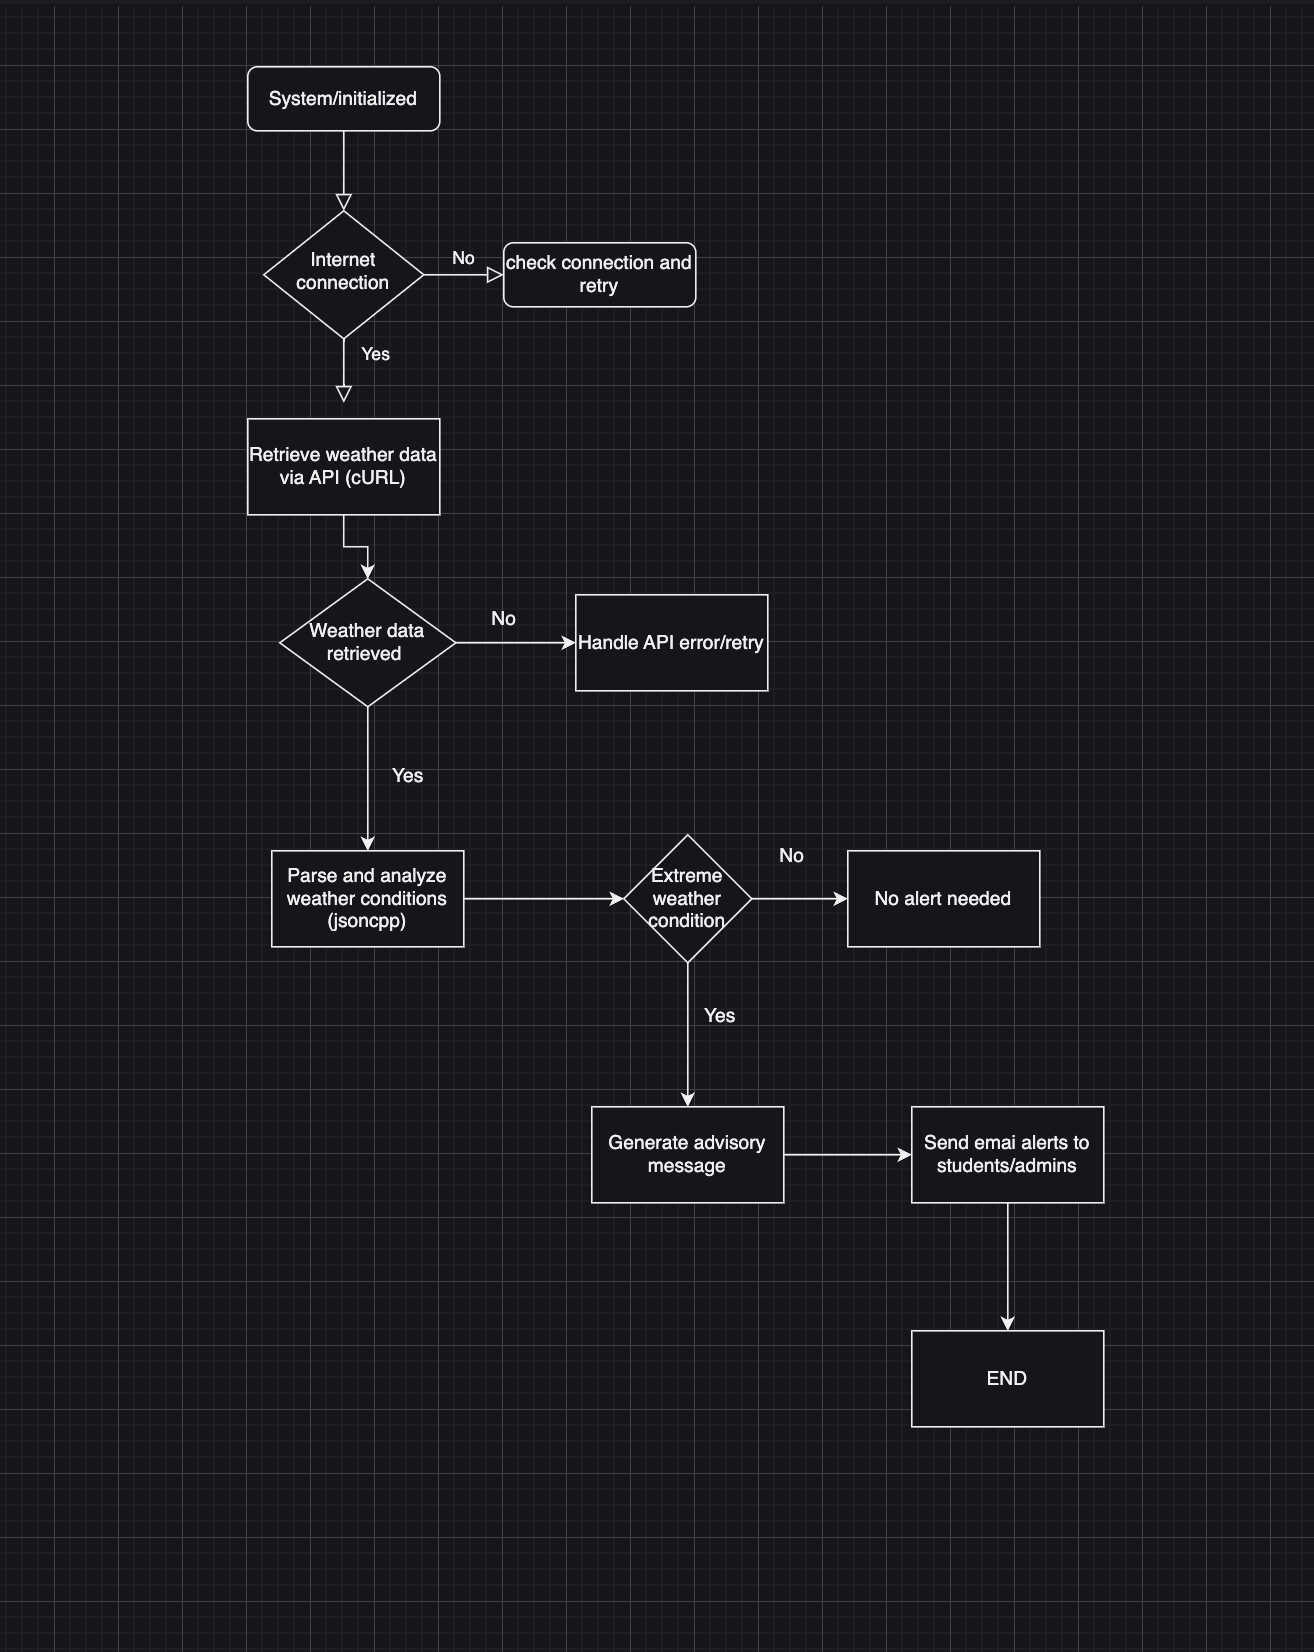 System/initialized
Internet
connection
No
check connection and
retry
Yes
Retrieve weather data
via API (cURL)
Weather data
retrieved
No
Handle API error/retry
Yes
Parse and analyze
weather conditions
(jsoncpp)
Extreme
weather
condition
No
No alert needed
Yes
Generate advisory
message
Send emai alerts to
students/admins
END